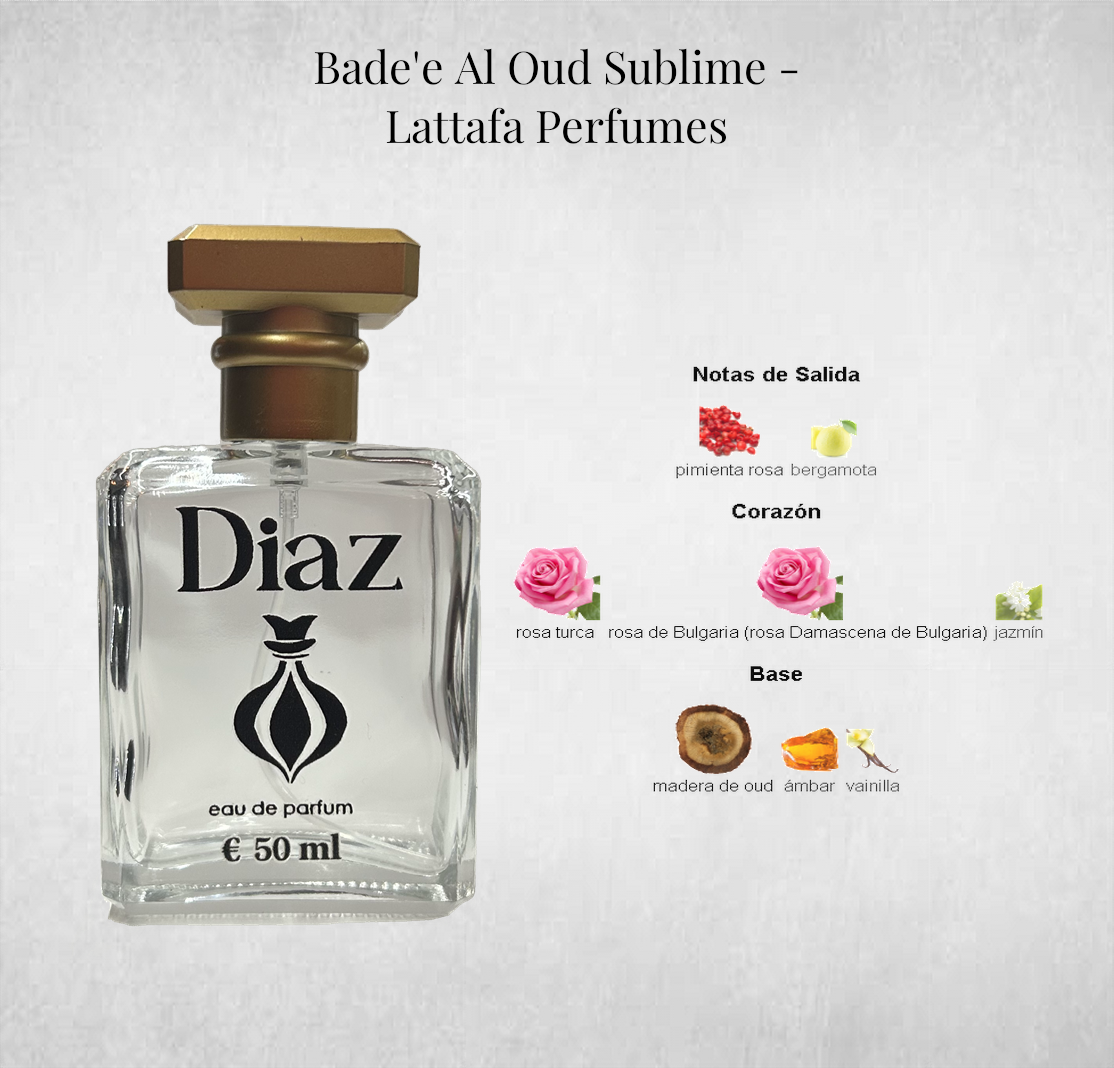 Bade'e Al Oud Sublime -
Lattafa Perfumes
Diaz
eau de parfum
€ 50 ml
Notas de Salida
pimienta rosa bergamota
Corazón
rosa turca rosa de Bulgaria (rosa Damascena de Bulgaria) jazmín
Base
madera de oud ámbar vainilla